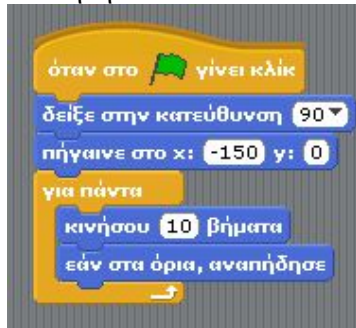 όταν στο γίνει κλίκ
δείξε στην κατεύθυνση 90
πήγαινε στο x: -150 y: 0
για πάντα
κινήσου 10 βήματα
εάν στα όρια, αναπήδησε